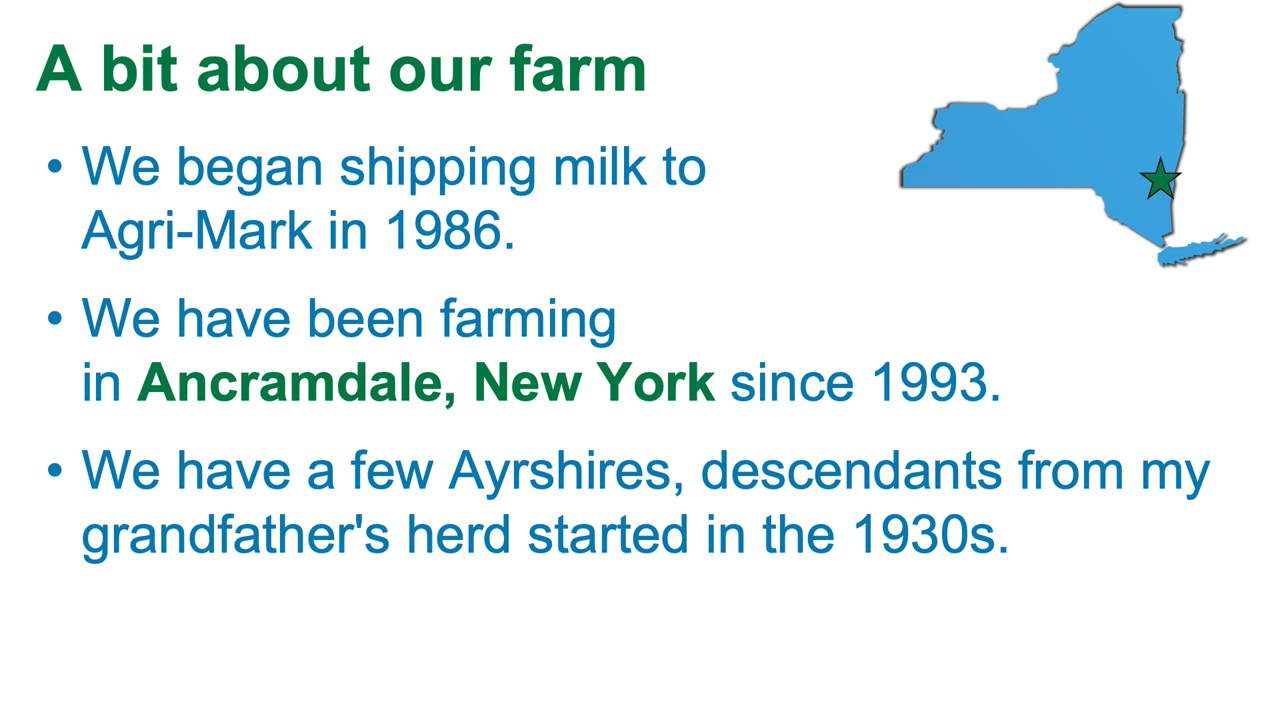 A bit about our farm
• We began shipping milk to
Agri-Mark in 1986.
• We have been farming
in Ancramdale, New York since 1993.
• We have a few Ayrshires, descendants from my
grandfather's herd started in the 1930s.